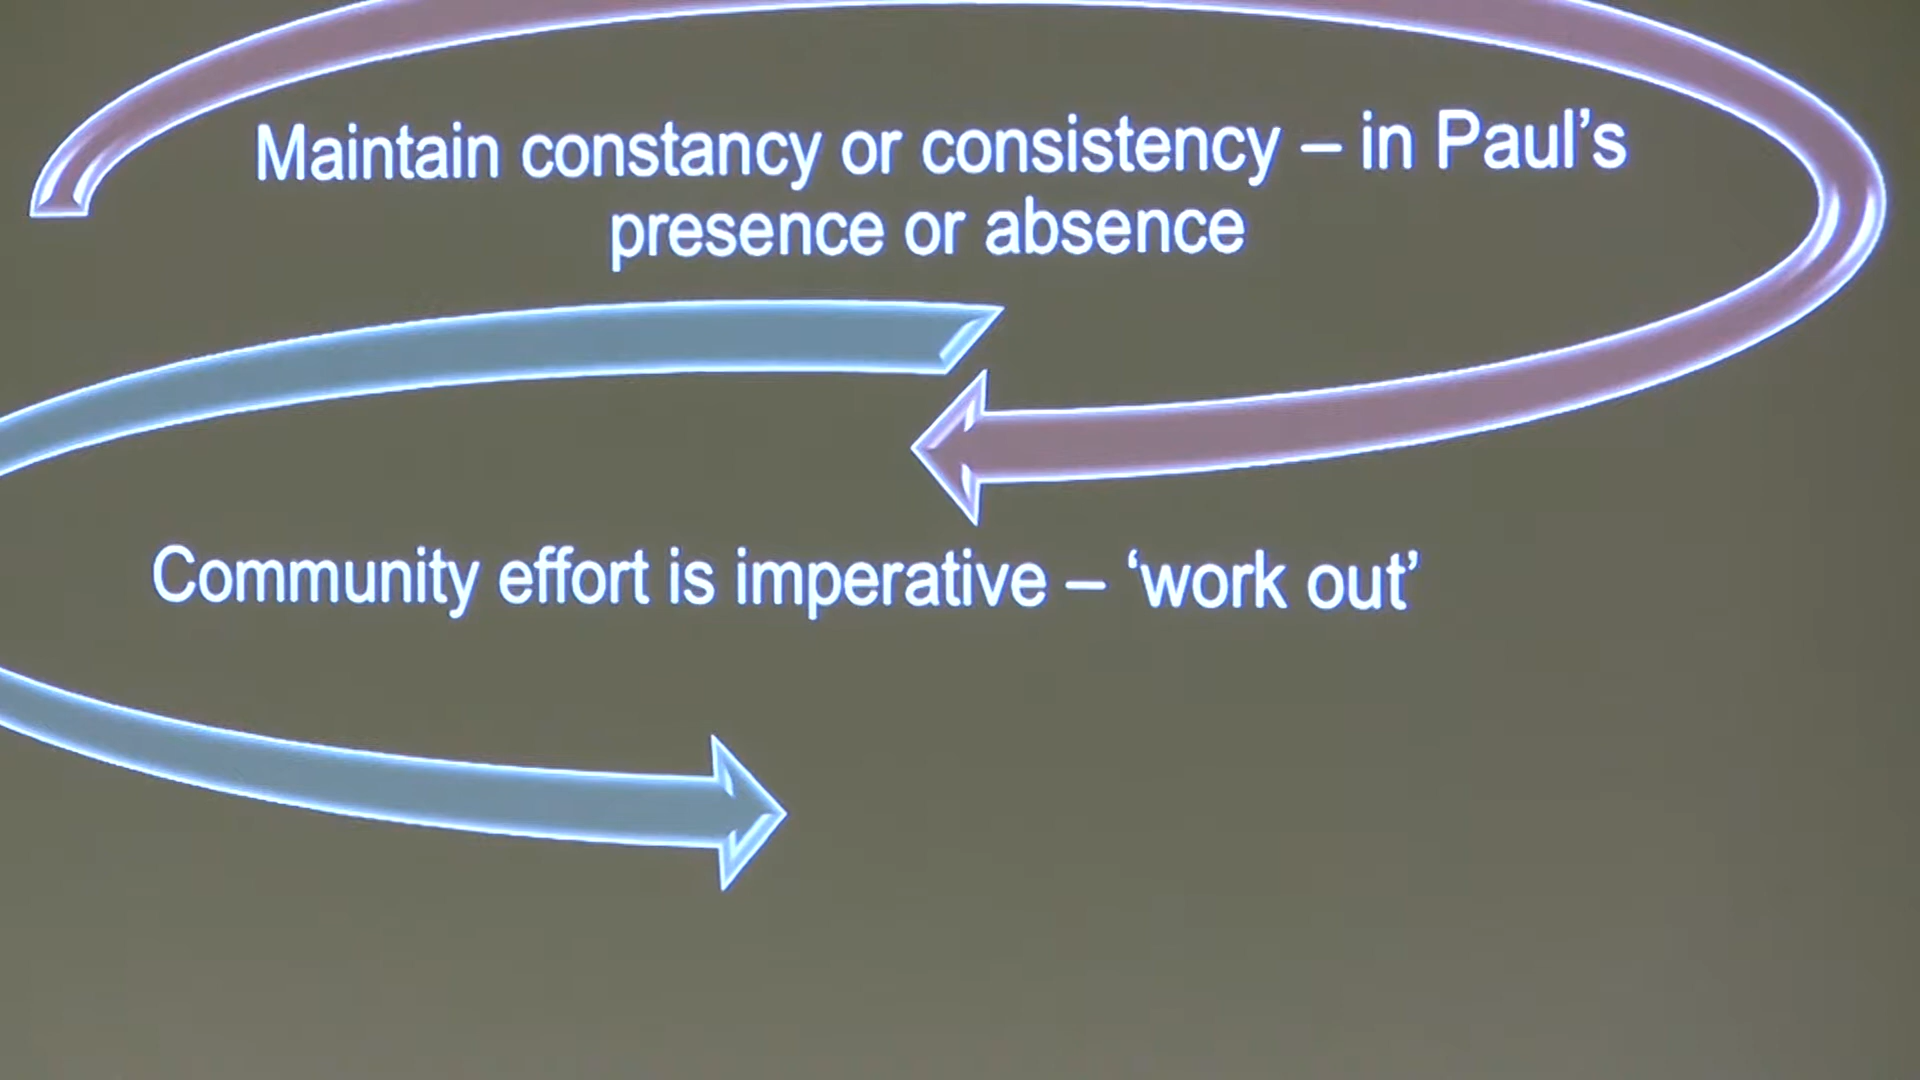 Maintain constancy or consistency – in Paul’s
presence or absence
Community effort is imperative – ‘work out’